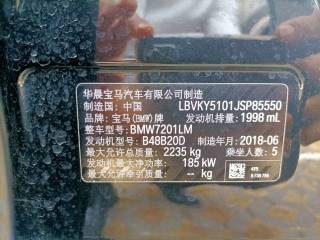 华晨宝马汽车有限公司制造
制造国：中国 LBVKY5101JSP85550
品牌：宝马(BMW)牌 发动机排量：1998 mL
整车型号：BMW7201LM
发动机型号：B48B20D 制造年月：2018-06
最大允许总质量：2235 kg 乘坐人数：5
发动机最大净功率：185 kW
最大允许牵引质量：-- kg